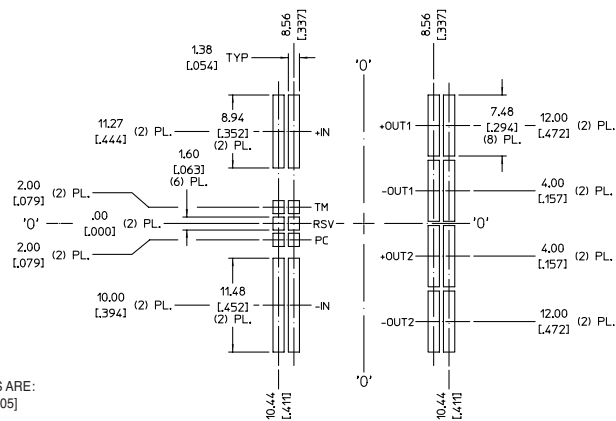 8.56
[.337]
8.56
[.337]
1.38
[.054]
TYP
'0'
11.27
[.444]
(2) PL.
8.94
[.352]
(2) PL.
+IN
+OUT1
7.48
[.294]
(8) PL.
12.00
[.472]
(2) PL.
1.60
[.063]
(6) PL.
2.00
[.079]
(2) PL.
TM
-OUT1
4.00
[.157]
(2) PL.
'0'
.00
[.000]
(2) PL.
RSV
'0'
2.00
[.079]
(2) PL.
PC
+OUT2
4.00
[.157]
(2) PL.
10.00
[.394]
(2) PL.
11.48
[.452]
(2) PL.
-IN
-OUT2
12.00
[.472]
(2) PL.
'0'
S ARE:
05]
10.44
[.411]
10.44
[.411]